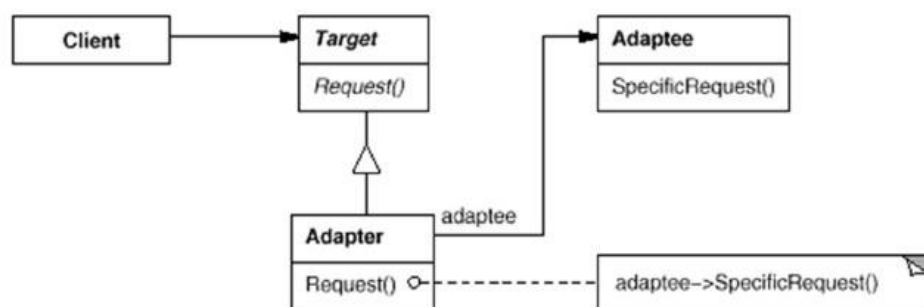 Client
Target
Request()
Adaptee
SpecificRequest()
adaptee
Adapter
Request()
adaptee->SpecificRequest()